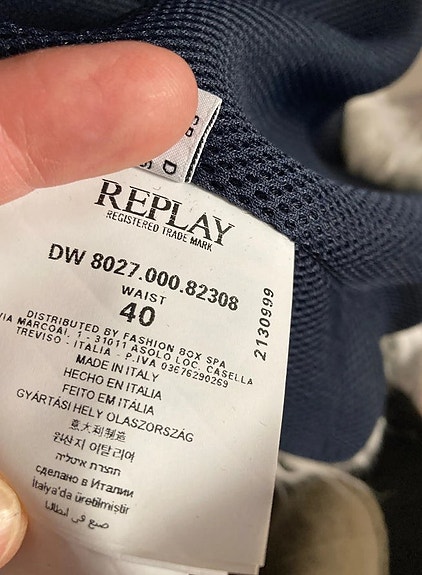 REPLAY
REGISTERED TRADE MARK
DW 8027.000.82308
WAIST
40
DISTRIBUTED BY FASHION BOX SPA
VIA MARCOAI, 1 - 31011 ASOLO LOC. CASELLA
TREVISO - ITALIA - P.IVA 03676290269
MADE IN ITALY
HECHO EN ITALIA
FEITO EM ITÁLIA
GYÁRTÁSI HELY OLASZORSZÁG
意大利製造
원산지 이탈리어
תוצרת איטליה
сделано в Италии
İtalya'da üretilmiştir
صنع في ايطاليا
2130999